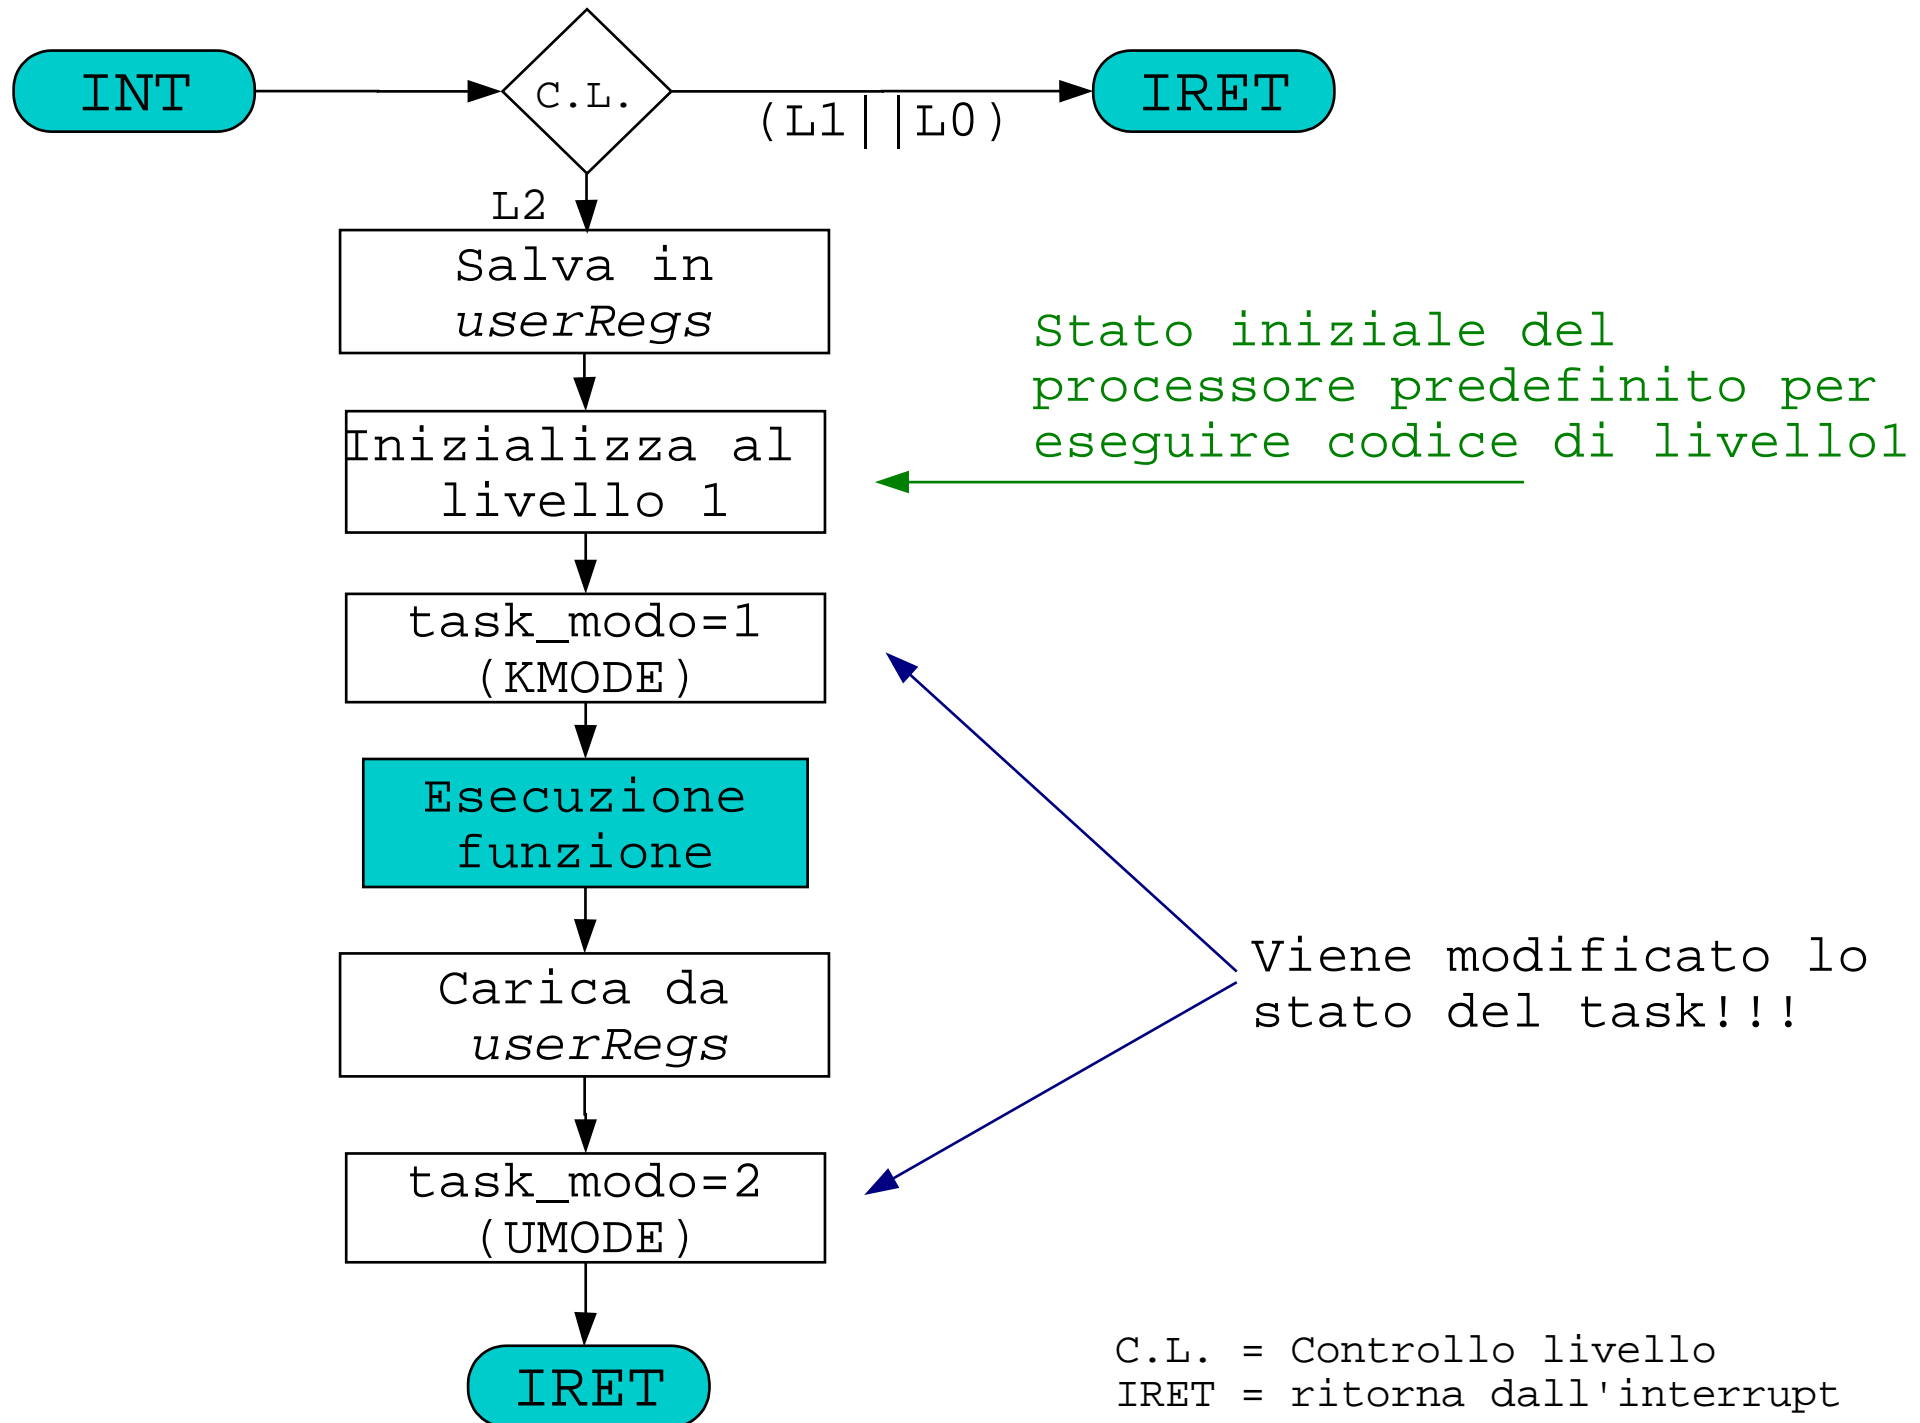 INT
C.L.
(L1||L0)
IRET
L2
Salva in
userRegs
Stato iniziale del
processore predefinito per
eseguire codice di livello1
Inizializza al
livello 1
task_modo=1
(KMODE)
Esecuzione
funzione
Carica da
userRegs
Viene modificato lo
stato del task!!!
task_modo=2
(UMODE)
IRET
C.L. = Controllo livello
IRET = ritorna dall'interrupt